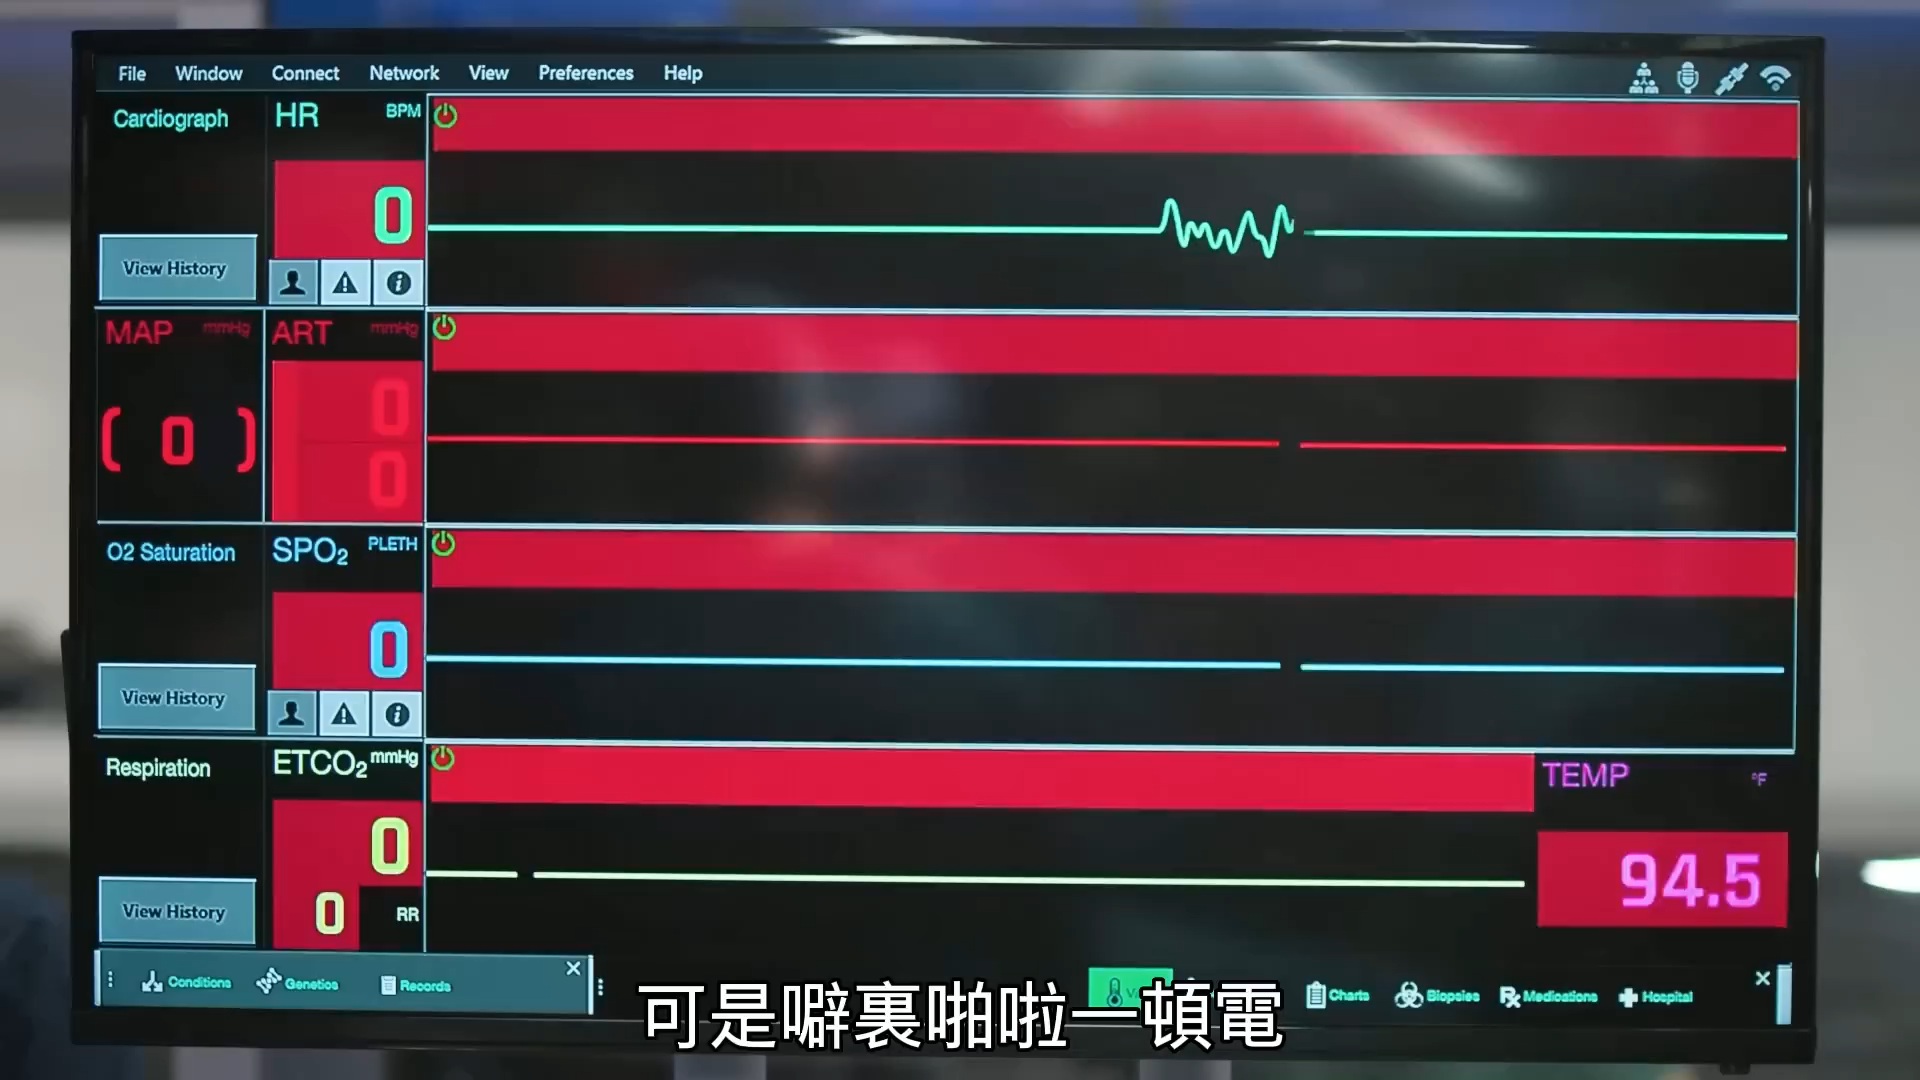 File Window Connect Network View Preferences Help
Cardiograph HR BPM
0
View History
MAP mmHg ART mmHg
( 0 )
0
0
O2 Saturation SPO₂ PLETH
0
View History
Respiration ETCO₂ mmHg
TEMP °F
0
94.5
0 RR
View History
Conditions Genetics Records
Charts Biopsies Medications Hospital
可是噼裏啪啦一頓電